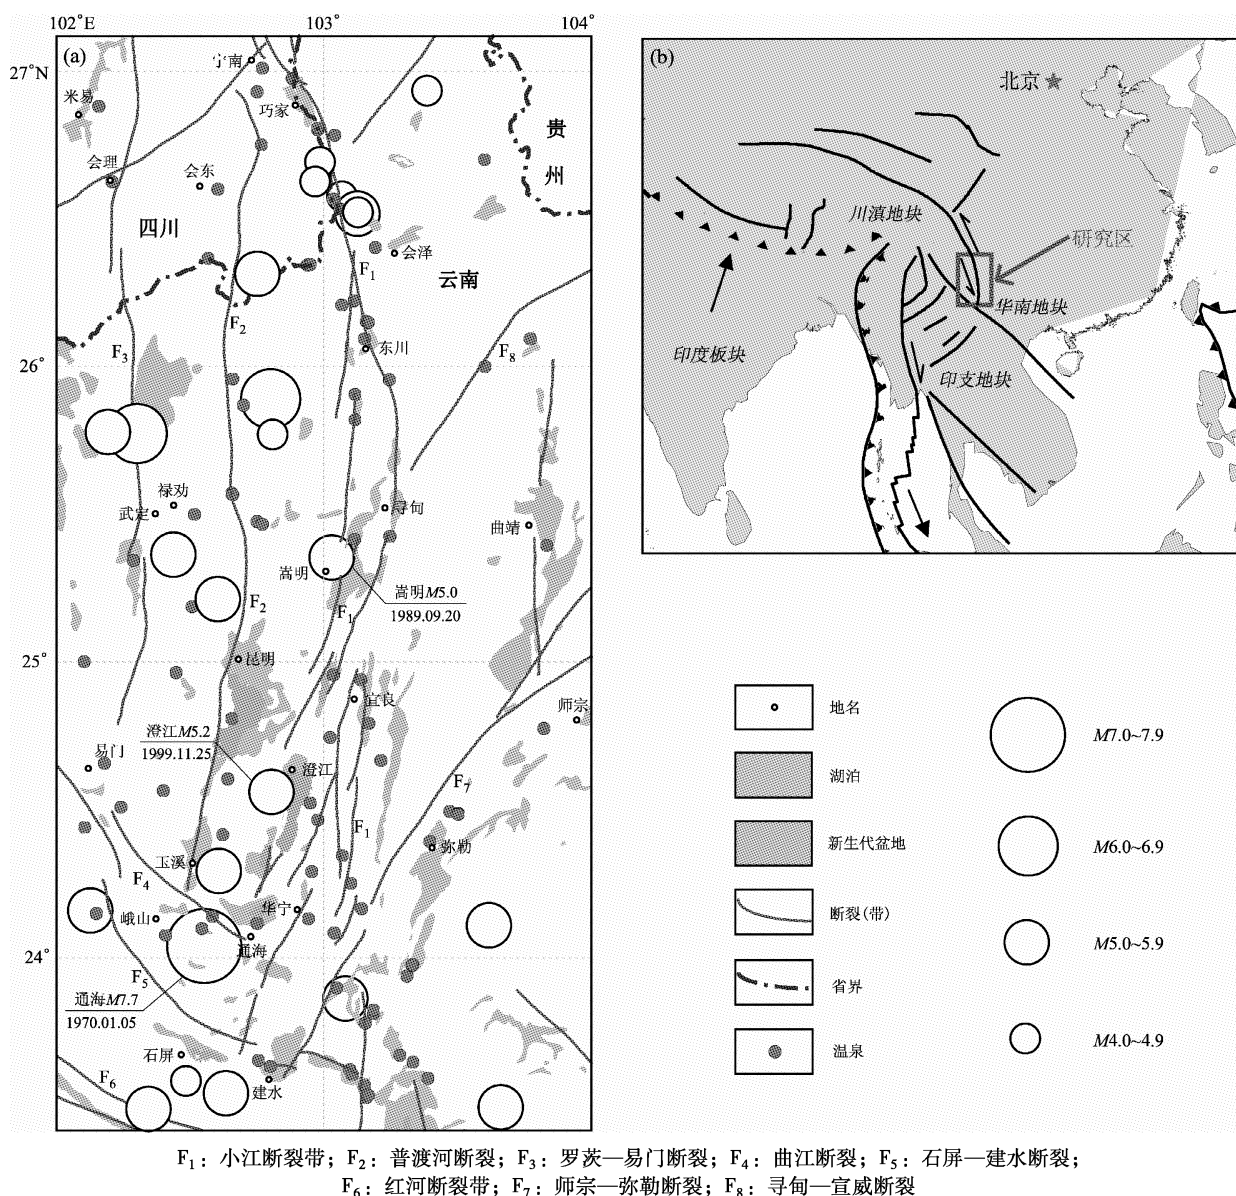 102°E
103°
104°
(a)
27°N
宁南
米易
巧家
贵州
会理
会东
四川
会泽
云南
F1
F2
F3
东川
F8
26°
禄劝
武定
寻甸
曲靖
嵩明
嵩明M5.0
1989.09.20
F2
F1
25°
昆明
宜良
师宗
澄江M5.2
1999.11.25
易门
澄江
F7
F1
弥勒
玉溪
F4
峨山
华宁
通海
24°
F5
通海M7.7
1970.01.05
石屏
F6
建水
(b)
北京
川滇地块
研究区
华南地块
印度板块
印支地块
地名
湖泊
新生代盆地
断裂(带)
省界
温泉
M7.0~7.9
M6.0~6.9
M5.0~5.9
M4.0~4.9
F1：小江断裂带；F2：普渡河断裂；F3：罗茨—易门断裂；F4：曲江断裂；F5：石屏—建水断裂；
F6：红河断裂带；F7：师宗—弥勒断裂；F8：寻甸—宣威断裂